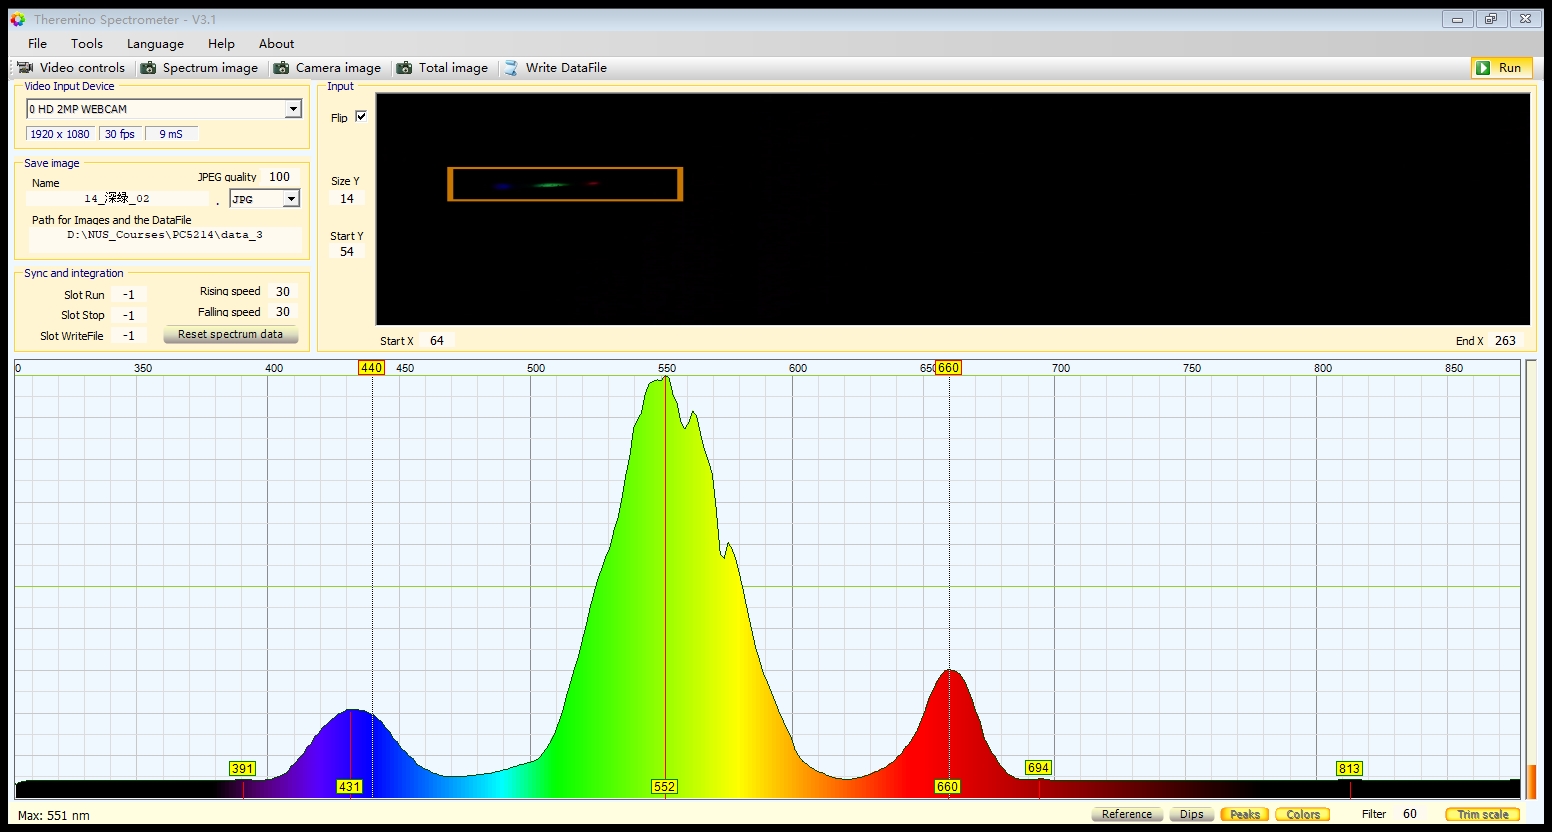 Theremino Spectrometer - V3.1
File Tools Language Help About
Video controls Spectrum image Camera image Total image Write DataFile Run
Video Input Device
0 HD 2MP WEBCAM
1920 x 1080 30 fps 9 mS
Save image
Name JPEG quality 100
14_深绿_02 . JPG
Path for Images and the DataFile
D:\NUS_Courses\PC5214\data_3
Sync and integration
Slot Run -1 Rising speed 30
Slot Stop -1 Falling speed 30
Slot WriteFile -1 Reset spectrum data
Input
Flip
Size Y
14
Start Y
54
Start X 64 End X 263
0 350 400 440 450 500 550 600 650 660 700 750 800 850
391 694 813
431 552 660
Max: 551 nm Reference Dips Peaks Colors Filter 60 Trim scale